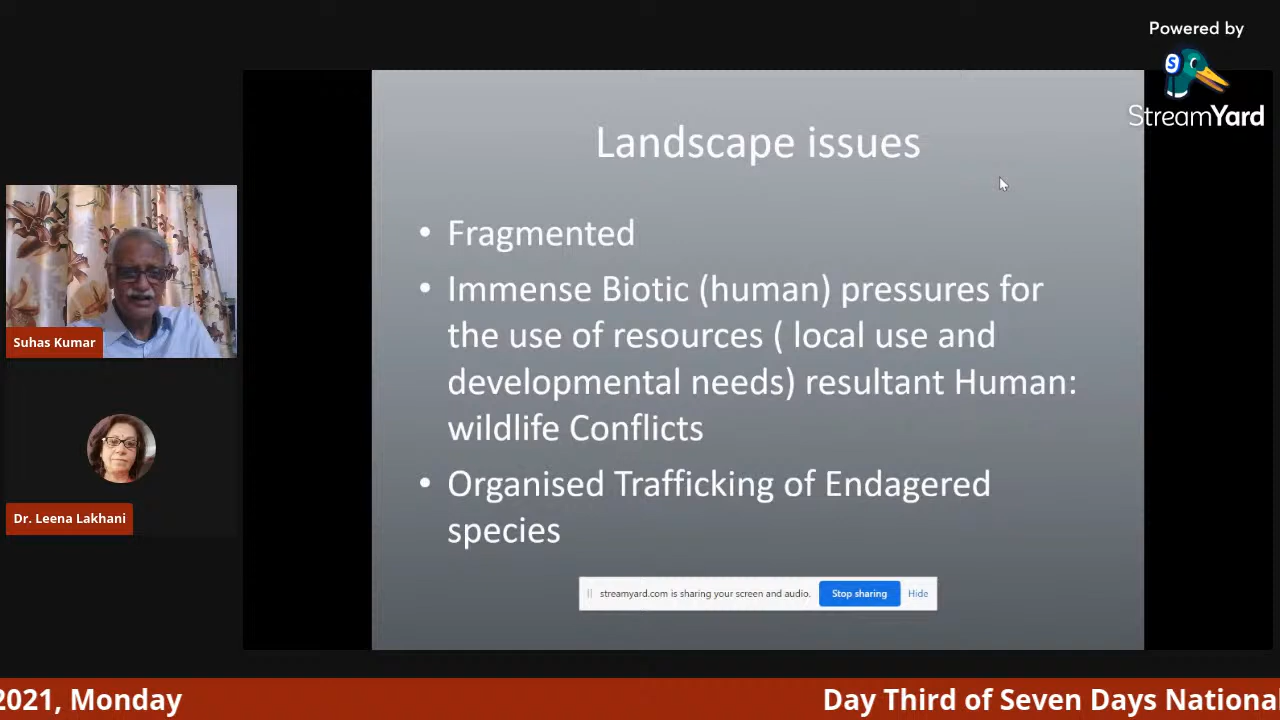 Powered by
StreamYard
Landscape issues
• Fragmented
• Immense Biotic (human) pressures for
the use of resources ( local use and
developmental needs) resultant Human:
wildlife Conflicts
• Organised Trafficking of Endagered
species
Suhas Kumar
Dr. Leena Lakhani
streamyard.com is sharing your screen and audio.
Stop sharing
Hide
2021, Monday
Day Third of Seven Days National